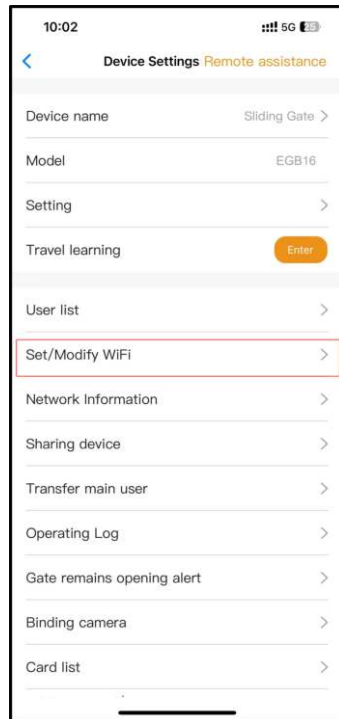 10:02 5G 25
Device Settings Remote assistance
Device name Sliding Gate
Model EGB16
Setting
Travel learning Enter
User list
Set/Modify WiFi
Network Information
Sharing device
Transfer main user
Operating Log
Gate remains opening alert
Binding camera
Card list